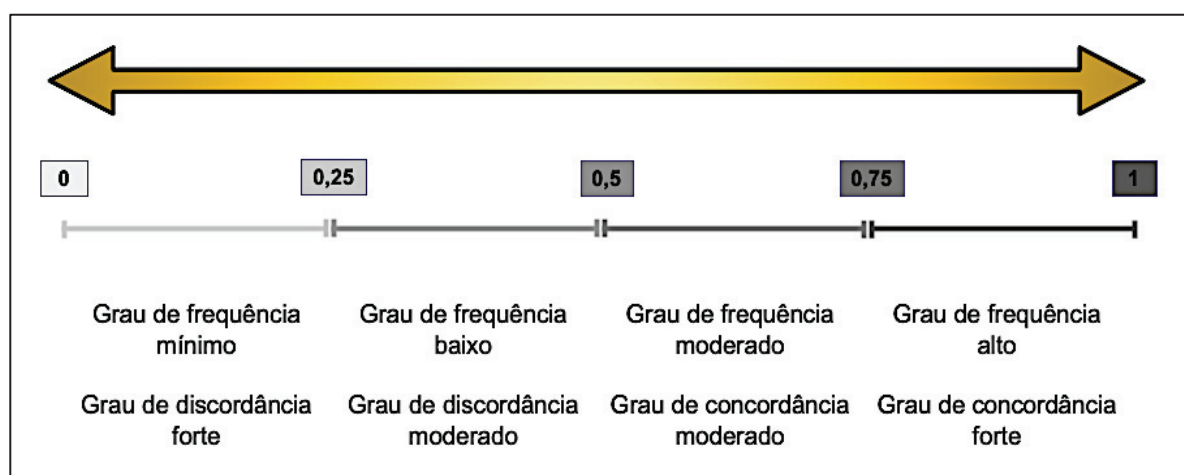 0 0,25 0,5 0,75 1
Grau de frequência Grau de frequência Grau de frequência Grau de frequência
mínimo baixo moderado alto
Grau de discordância Grau de discordância Grau de concordância Grau de concordância
forte moderado moderado forte